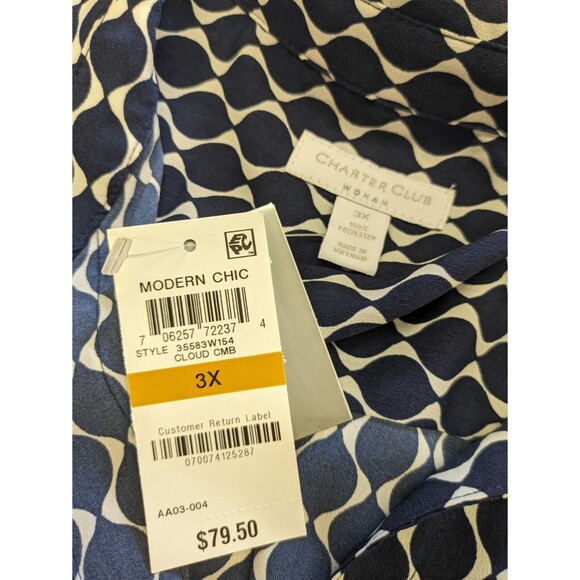 CHARTER CLUB
WOMAN
3X
100%
POLYESTER
MADE IN
VIETNAM
EPC
MODERN CHIC
7 06257 72237 4
STYLE 35583W154
CLOUD CMB
3X
Customer Return Label
070074125287
AA03-004
$79.50